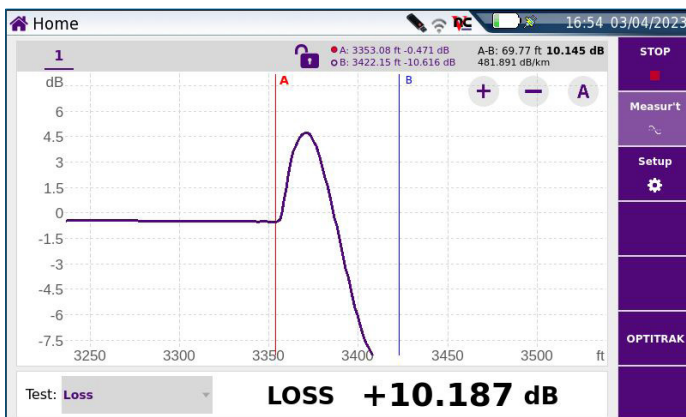 Home
16:54 03/04/2023
1
A: 3353.08 ft -0.471 dB
B: 3422.15 ft -10.616 dB
A-B: 69.77 ft 10.145 dB
481.891 dB/km
STOP
Measur't
Setup
OPTITRAK
dB
6
4.5
3
1.5
0
-1.5
-3
-4.5
-6
-7.5
A
B
+ − A
3250 3300 3350 3400 3450 3500 ft
Test: Loss
LOSS +10.187 dB